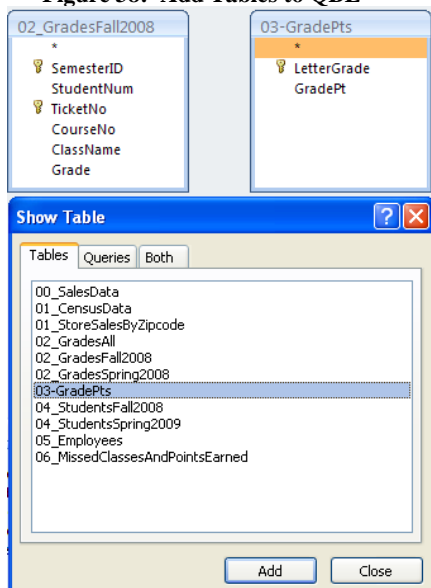 Figure 38: Add Tables to QBE
02_GradesFall2008
*
SemesterID
StudentNum
TicketNo
CourseNo
ClassName
Grade
03-GradePts
*
LetterGrade
GradePt
Show Table
Tables Queries Both
00_SalesData
01_CensusData
01_StoreSalesByZipcode
02_GradesAll
02_GradesFall2008
02_GradesSpring2008
03-GradePts
04_StudentsFall2008
04_StudentsSpring2009
05_Employees
06_MissedClassesAndPointsEarned
Add Close